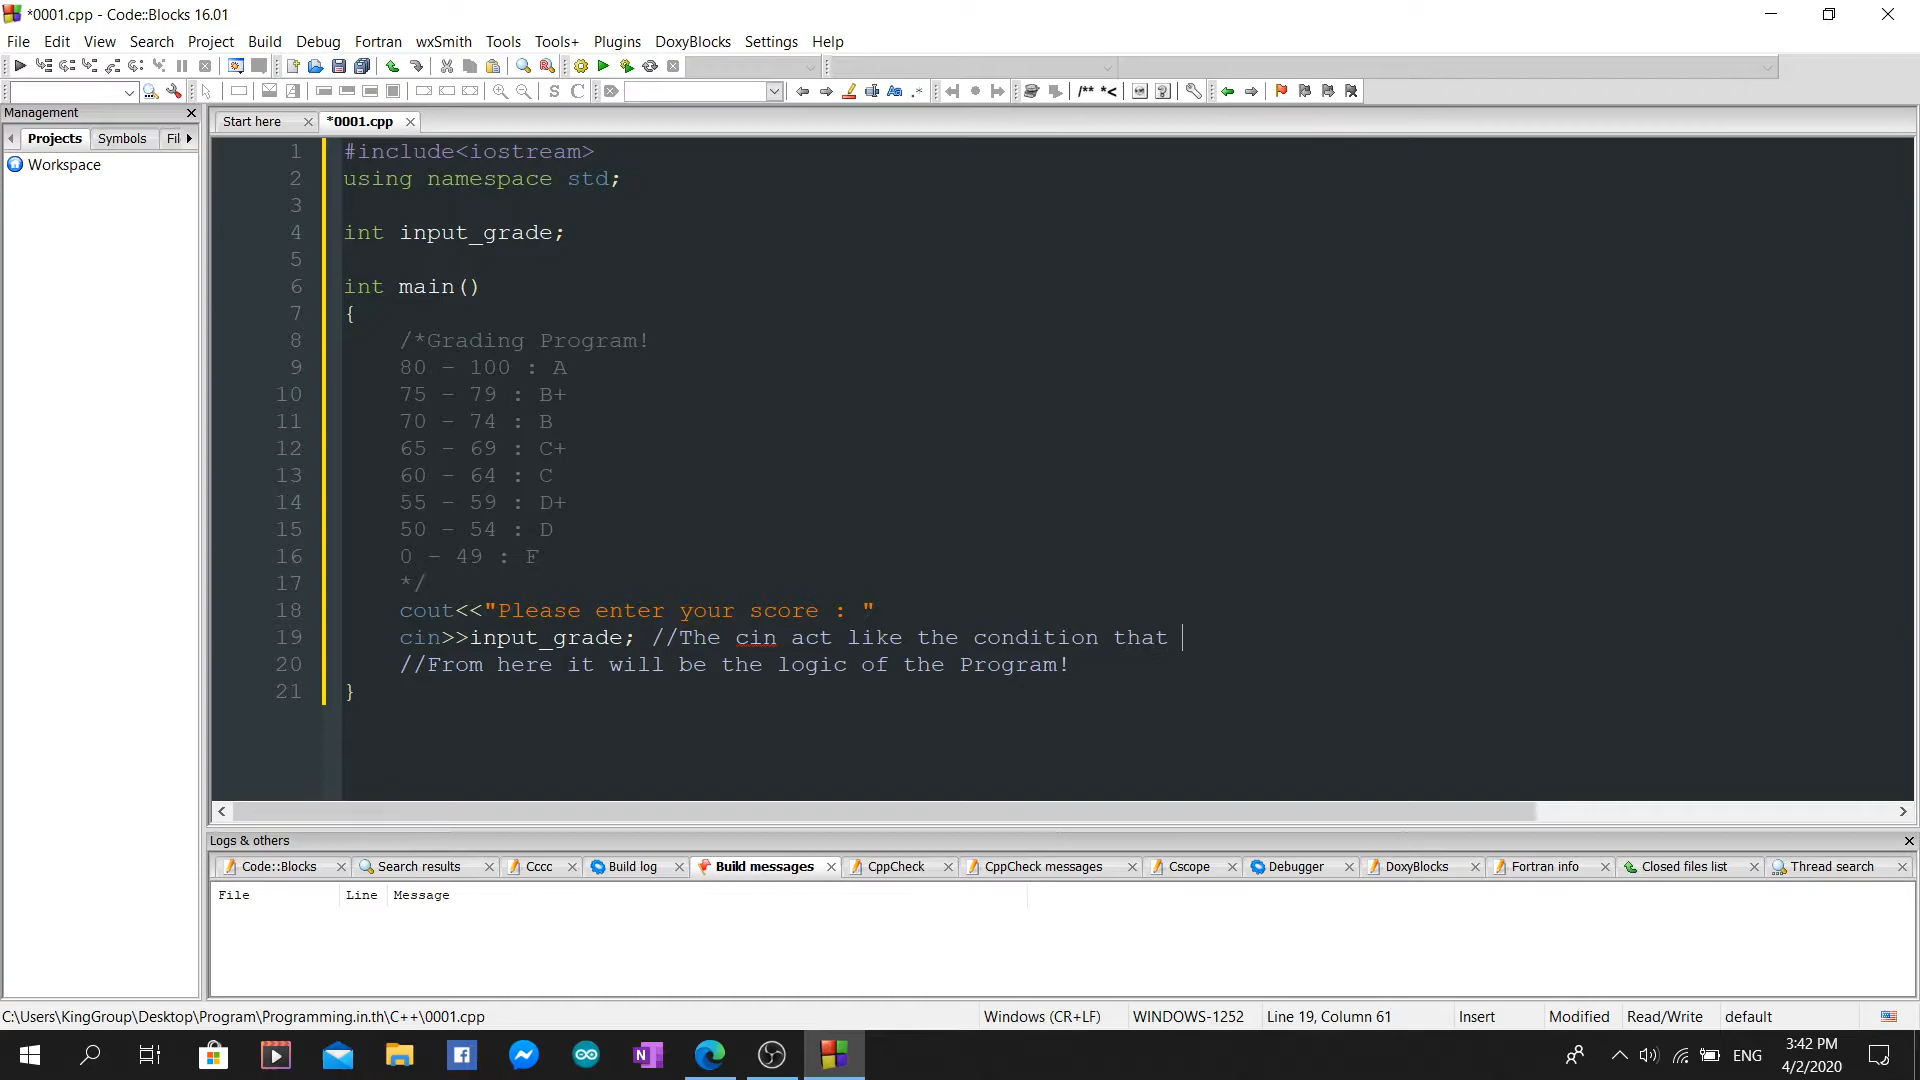 *0001.cpp - Code::Blocks 16.01
File Edit View Search Project Build Debug Fortran wxSmith Tools Tools+ Plugins DoxyBlocks Settings Help
S C Aa .* /** *<
Management
Start here *0001.cpp
Projects Symbols Fil
Workspace
1 #include<iostream>
2 using namespace std;
3
4 int input_grade;
5
6 int main()
7 {
8 /*Grading Program!
9 80 - 100 : A
10 75 - 79 : B+
11 70 - 74 : B
12 65 - 69 : C+
13 60 - 64 : C
14 55 - 59 : D+
15 50 - 54 : D
16 0 - 49 : F
17 */
18 cout<<"Please enter your score : "
19 cin>>input_grade; //The cin act like the condition that
20 //From here it will be the logic of the Program!
21 }
Logs & others
Code::Blocks Search results Cccc Build log Build messages CppCheck CppCheck messages Cscope Debugger DoxyBlocks Fortran info Closed files list Thread search
File Line Message
C:\Users\KingGroup\Desktop\Program\Programming.in.th\C++\0001.cpp Windows (CR+LF) WINDOWS-1252 Line 19, Column 61 Insert Modified Read/Write default
ENG 3:42 PM
4/2/2020